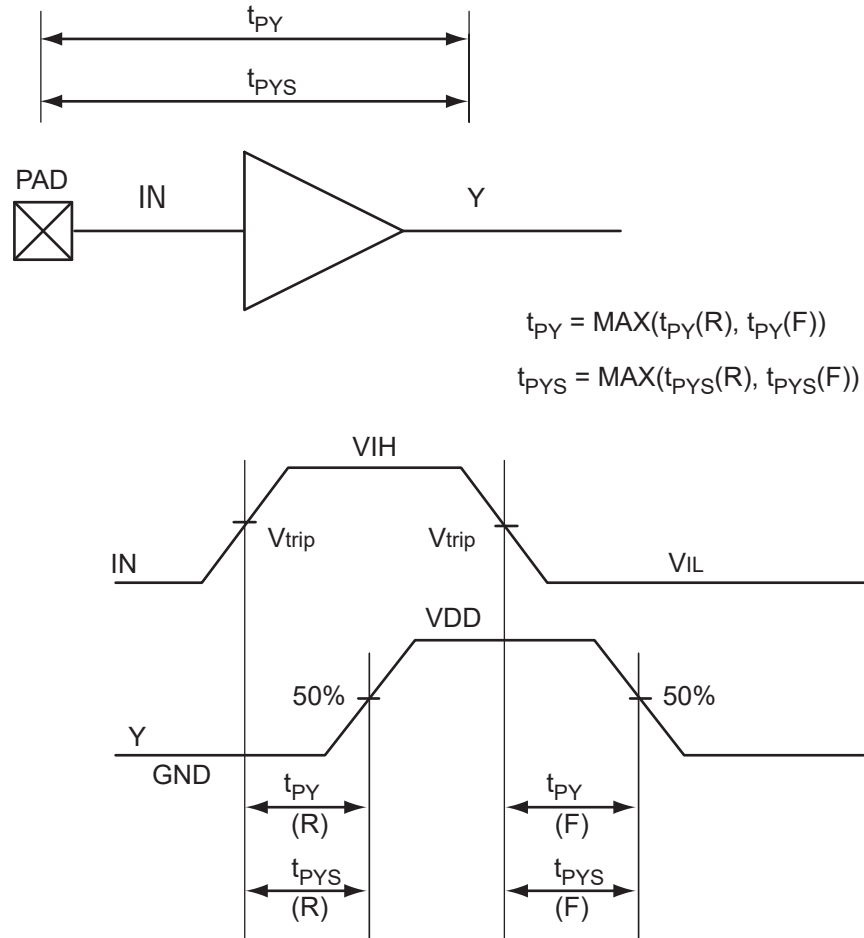 tPY
tPYS
PAD
IN
Y
tPY = MAX(tPY(R), tPY(F))
tPYS = MAX(tPYS(R), tPYS(F))
VIH
Vtrip
Vtrip
IN
VIL
VDD
50%
50%
Y
GND
tPY
(R)
tPY
(F)
tPYS
(R)
tPYS
(F)